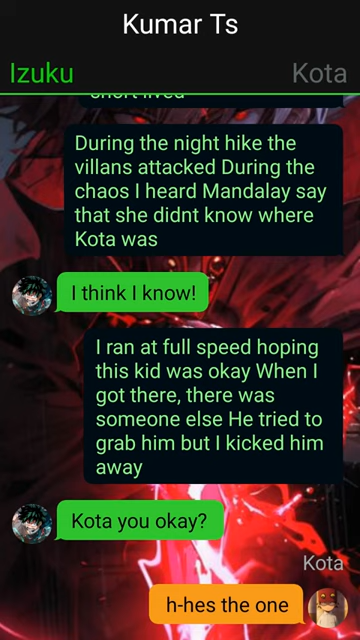 Kumar Ts
Izuku
Kota
short lived
During the night hike the
villans attacked During the
chaos I heard Mandalay say
that she didnt know where
Kota was
I think I know!
I ran at full speed hoping
this kid was okay When I
got there, there was
someone else He tried to
grab him but I kicked him
away
Kota you okay?
Kota
h-hes the one